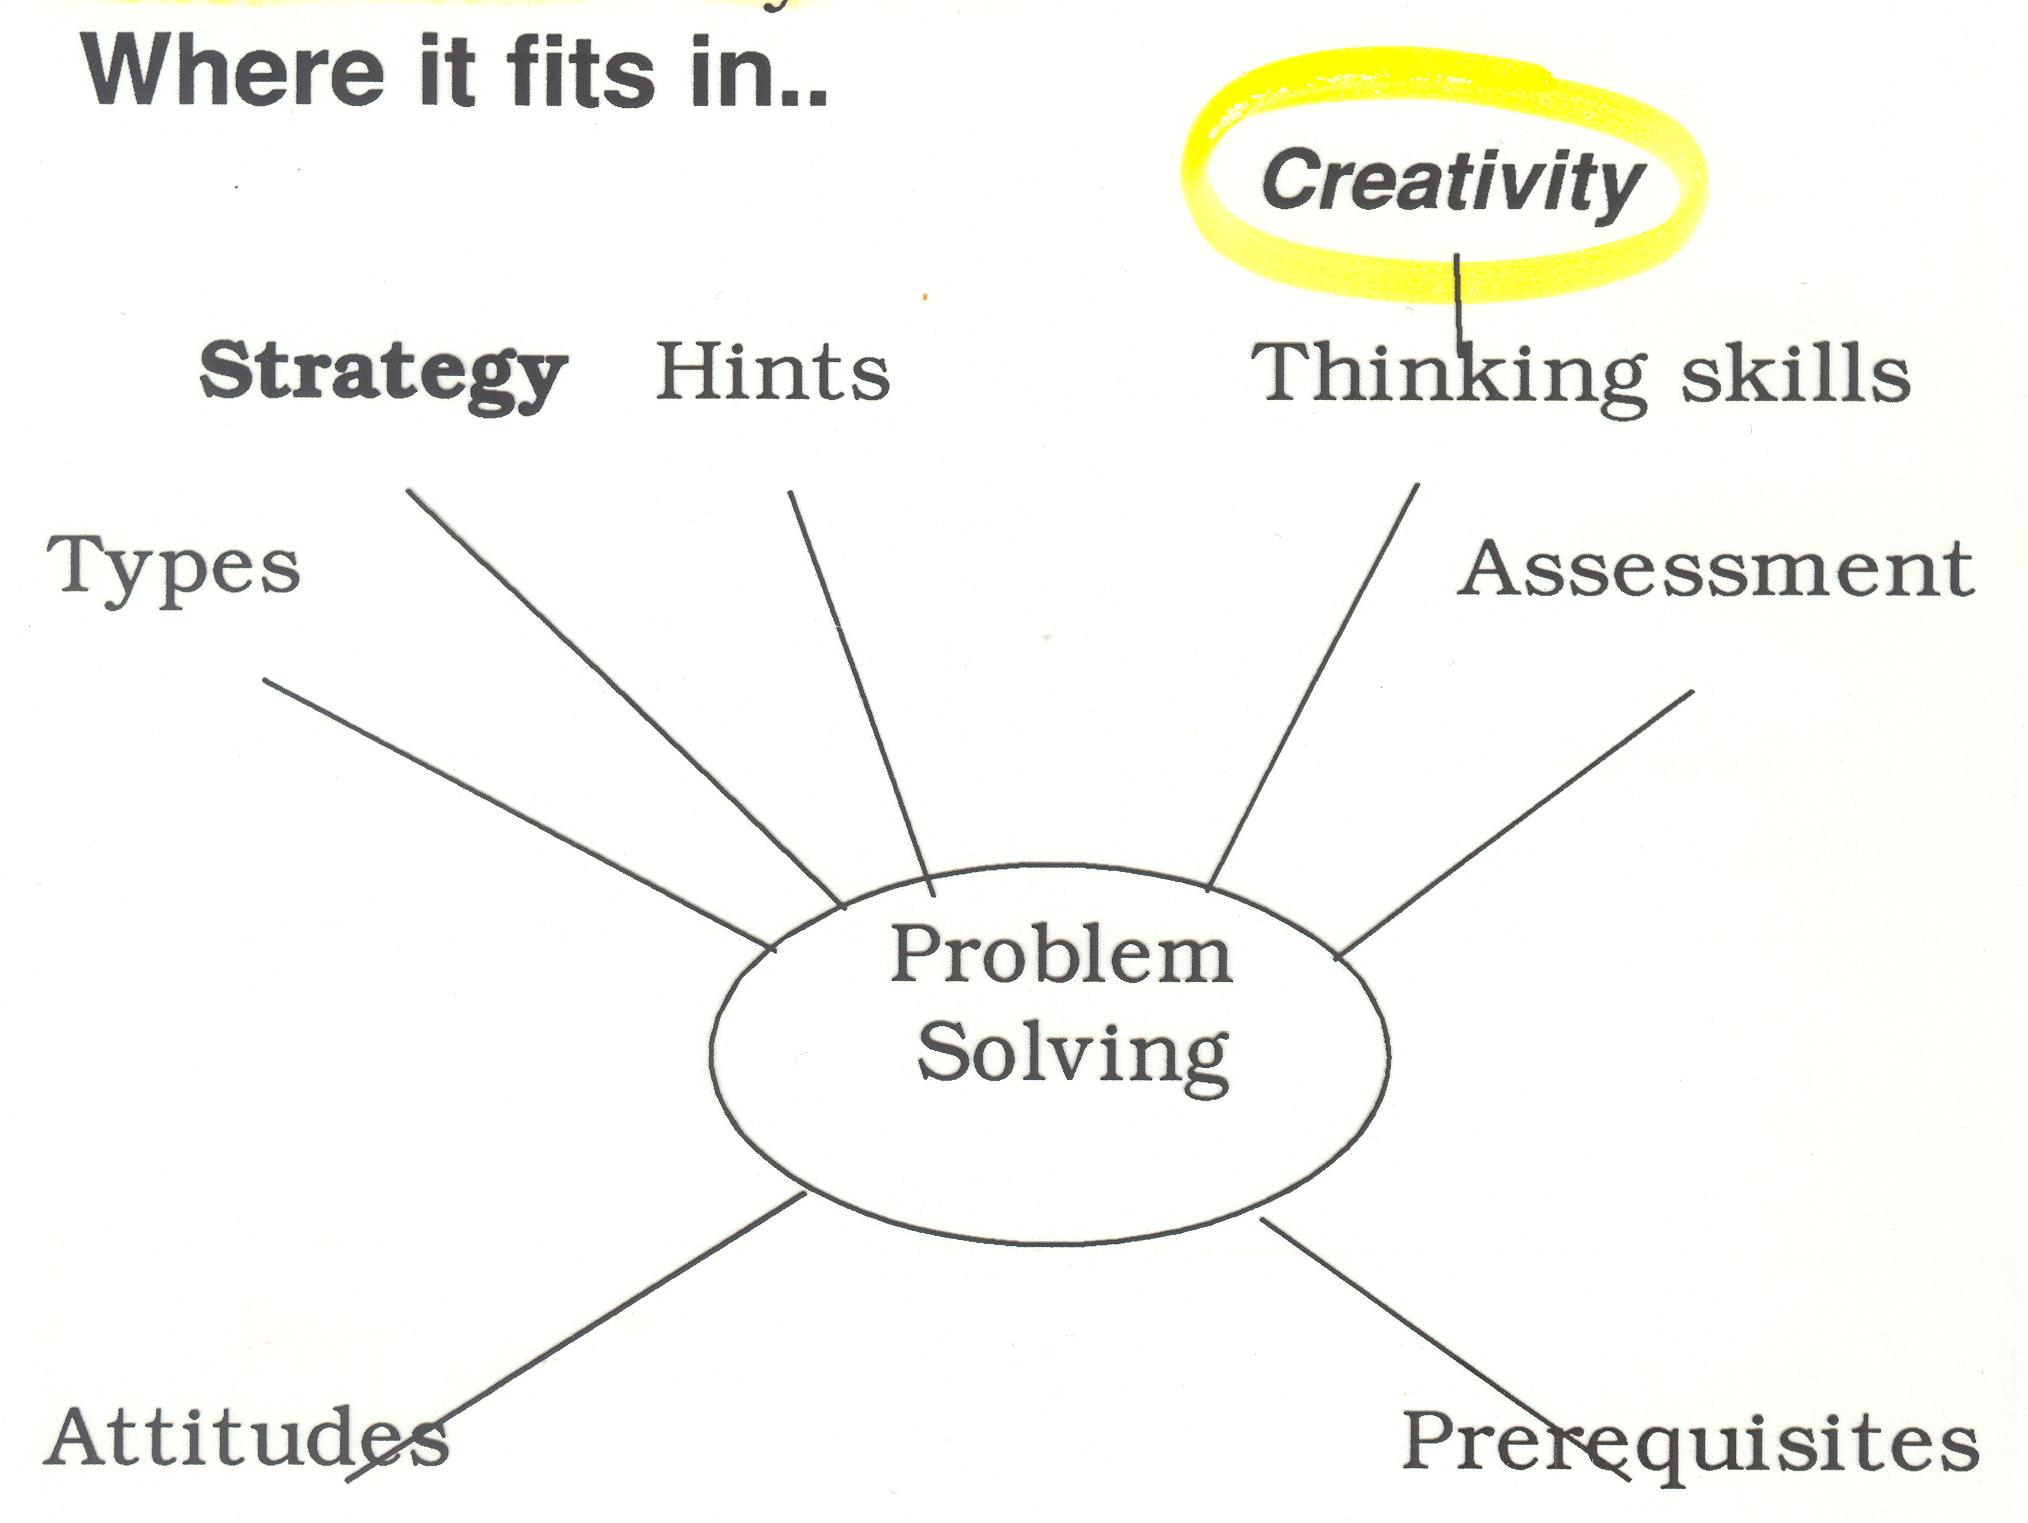 Where it fits in..
Creativity
Strategy Hints Thinking skills
Types Assessment
Problem
Solving
Attitudes Prerequisites